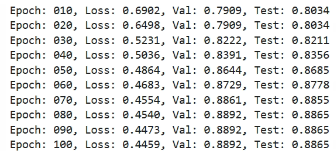 Epoch: 010, Loss: 0.6902, Val: 0.7909, Test: 0.8034
Epoch: 020, Loss: 0.6498, Val: 0.7909, Test: 0.8034
Epoch: 030, Loss: 0.5231, Val: 0.8222, Test: 0.8211
Epoch: 040, Loss: 0.5036, Val: 0.8391, Test: 0.8356
Epoch: 050, Loss: 0.4864, Val: 0.8644, Test: 0.8685
Epoch: 060, Loss: 0.4683, Val: 0.8729, Test: 0.8778
Epoch: 070, Loss: 0.4554, Val: 0.8861, Test: 0.8855
Epoch: 080, Loss: 0.4540, Val: 0.8892, Test: 0.8865
Epoch: 090, Loss: 0.4473, Val: 0.8892, Test: 0.8865
Epoch: 100, Loss: 0.4459, Val: 0.8892, Test: 0.8865